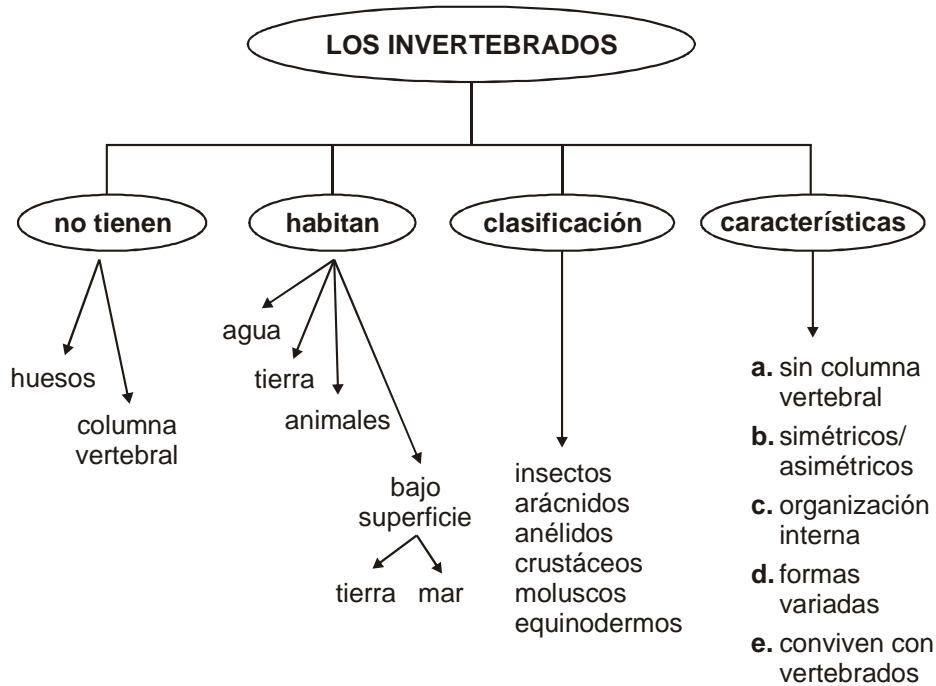 LOS INVERTEBRADOS
no tienen
habitan
clasificación
características
huesos
columna
vertebral
agua
tierra
animales
bajo
superficie
tierra
mar
insectos
arácnidos
anélidos
crustáceos
moluscos
equinodermos
a. sin columna
vertebral
b. simétricos/
asimétricos
c. organización
interna
d. formas
variadas
e. conviven con
vertebrados